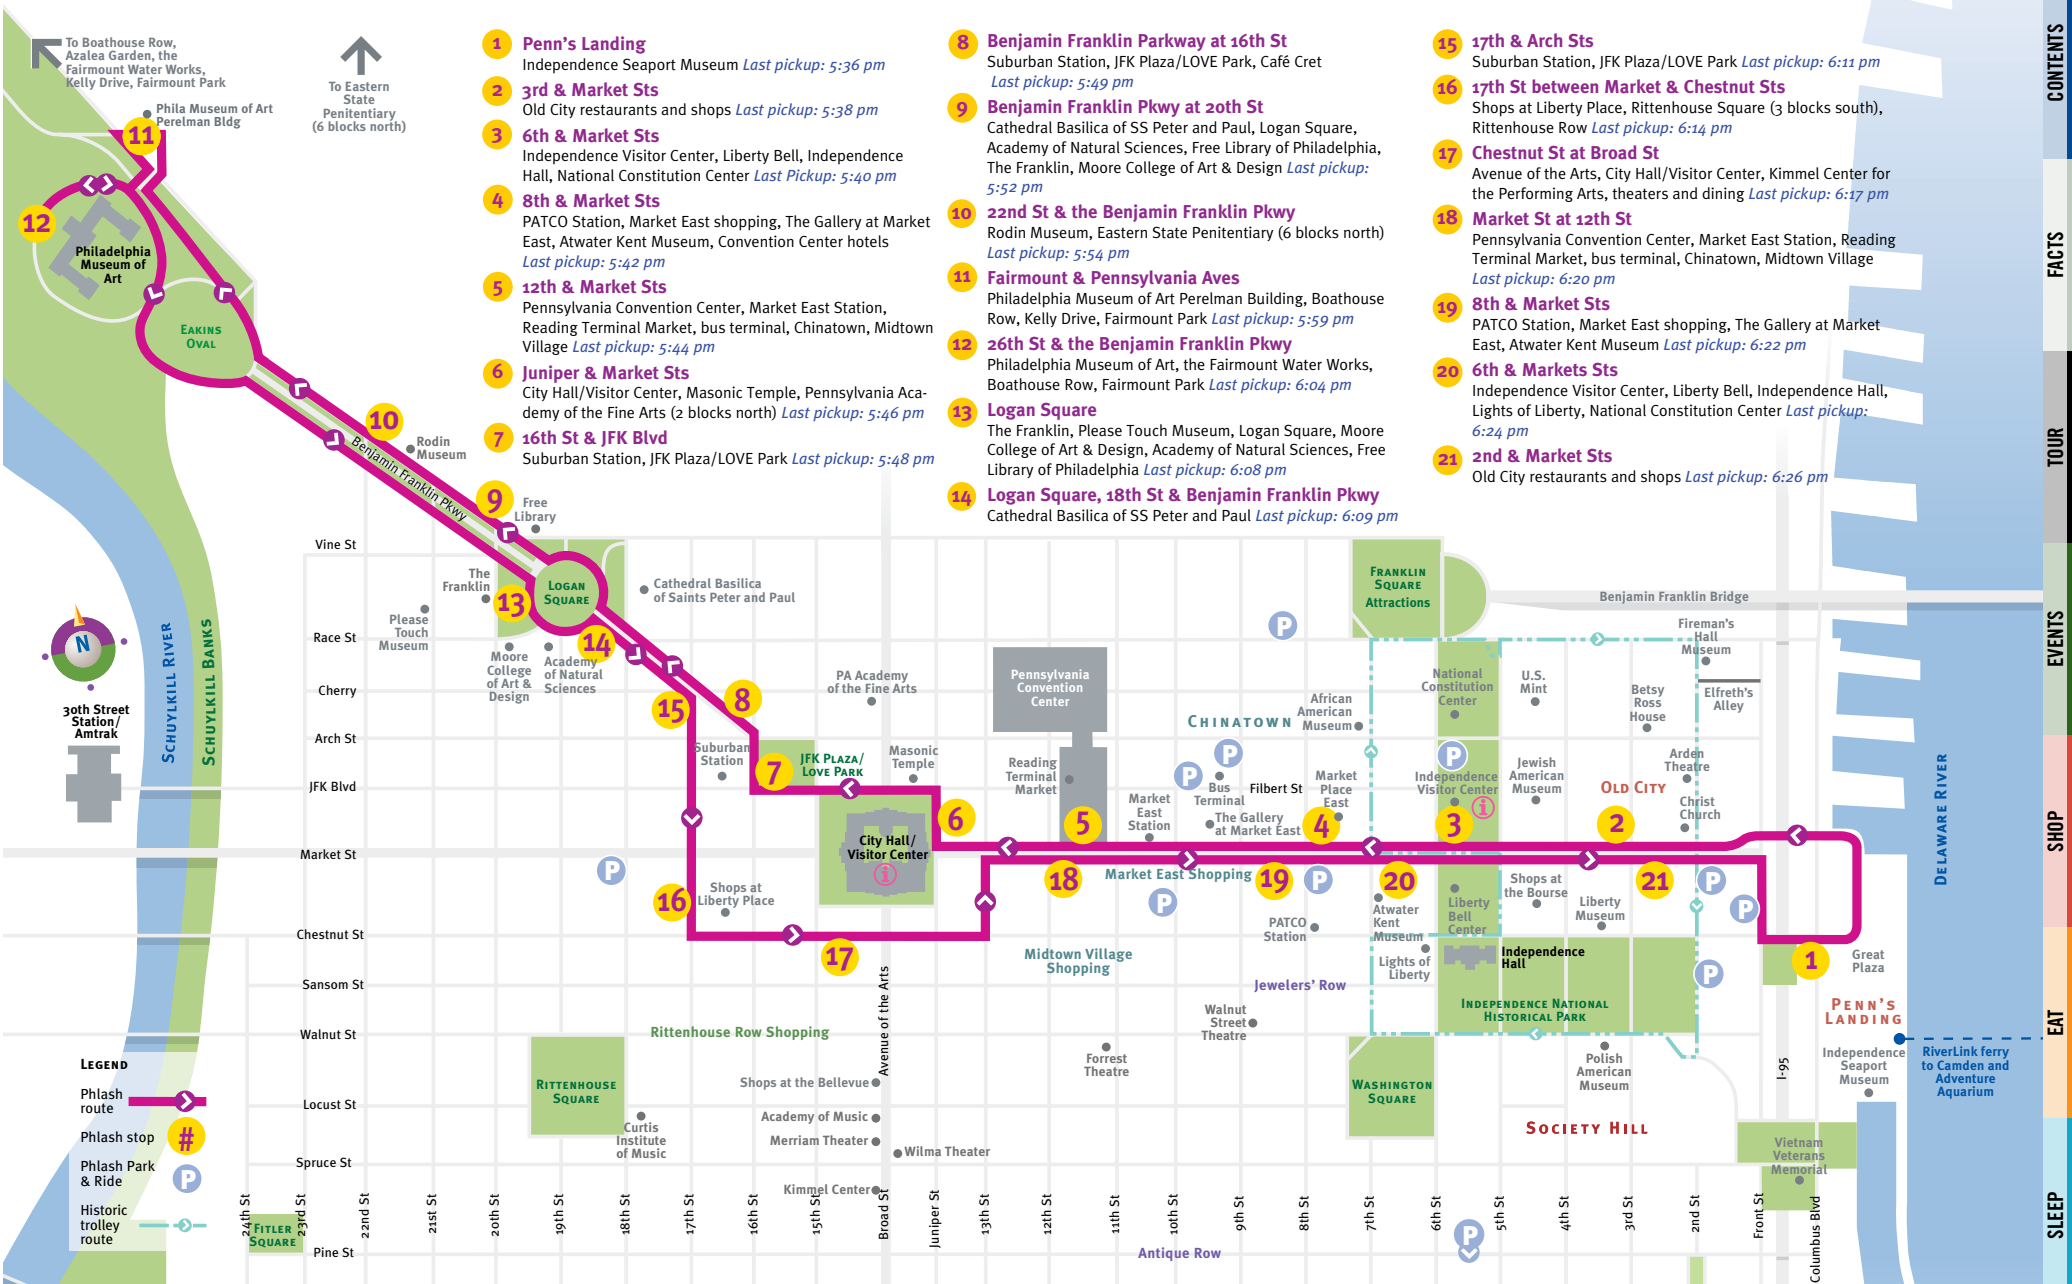 To Boathouse Row,
Azalea Garden, the
Fairmount Water Works,
Kelly Drive, Fairmount Park
To Eastern
State
Penitentiary
(6 blocks north)
1 Penn's Landing
Independence Seaport Museum Last pickup: 5:36 pm
2 3rd & Market Sts
Old City restaurants and shops Last pickup: 5:38 pm
3 6th & Market Sts
Independence Visitor Center, Liberty Bell, Independence
Hall, National Constitution Center Last Pickup: 5:40 pm
4 8th & Market Sts
PATCO Station, Market East shopping, The Gallery at Market
East, Atwater Kent Museum, Convention Center hotels
Last pickup: 5:42 pm
5 12th & Market Sts
Pennsylvania Convention Center, Market East Station,
Reading Terminal Market, bus terminal, Chinatown, Midtown
Village Last pickup: 5:44 pm
6 Juniper & Market Sts
City Hall/Visitor Center, Masonic Temple, Pennsylvania Aca-
demy of the Fine Arts (2 blocks north) Last pickup: 5:46 pm
7 16th St & JFK Blvd
Suburban Station, JFK Plaza/LOVE Park Last pickup: 5:48 pm
8 Benjamin Franklin Parkway at 16th St
Suburban Station, JFK Plaza/LOVE Park, Café Cret
Last pickup: 5:49 pm
9 Benjamin Franklin Pkwy at 20th St
Cathedral Basilica of SS Peter and Paul, Logan Square,
Academy of Natural Sciences, Free Library of Philadelphia,
The Franklin, Moore College of Art & Design Last pickup:
5:52 pm
10 22nd St & the Benjamin Franklin Pkwy
Rodin Museum, Eastern State Penitentiary (6 blocks north)
Last pickup: 5:54 pm
11 Fairmount & Pennsylvania Aves
Philadelphia Museum of Art Perelman Building, Boathouse
Row, Kelly Drive, Fairmount Park Last pickup: 5:59 pm
12 26th St & the Benjamin Franklin Pkwy
Philadelphia Museum of Art, the Fairmount Water Works,
Boathouse Row, Fairmount Park Last pickup: 6:04 pm
13 Logan Square
The Franklin, Please Touch Museum, Logan Square, Moore
College of Art & Design, Academy of Natural Sciences, Free
Library of Philadelphia Last pickup: 6:08 pm
14 Logan Square, 18th St & Benjamin Franklin Pkwy
Cathedral Basilica of SS Peter and Paul Last pickup: 6:09 pm
15 17th & Arch Sts
Suburban Station, JFK Plaza/LOVE Park Last pickup: 6:11 pm
16 17th St between Market & Chestnut Sts
Shops at Liberty Place, Rittenhouse Square (3 blocks south),
Rittenhouse Row Last pickup: 6:14 pm
17 Chestnut St at Broad St
Avenue of the Arts, City Hall/Visitor Center, Kimmel Center for
the Performing Arts, theaters and dining Last pickup: 6:17 pm
18 Market St at 12th St
Pennsylvania Convention Center, Market East Station, Reading
Terminal Market, bus terminal, Chinatown, Midtown Village
Last pickup: 6:20 pm
19 8th & Market Sts
PATCO Station, Market East shopping, The Gallery at Market
East, Atwater Kent Museum Last pickup: 6:22 pm
20 6th & Markets Sts
Independence Visitor Center, Liberty Bell, Independence Hall,
Lights of Liberty, National Constitution Center Last pickup:
6:24 pm
21 2nd & Market Sts
Old City restaurants and shops Last pickup: 6:26 pm
CONTENTS
FACTS
TOUR
EVENTS
SHOP
EAT
SLEEP
Phila Museum of Art
Perelman Bldg
11
12
Philadelphia
Museum of
Art
EAKINS
OVAL
10
Rodin
Museum
Benjamin Franklin Pkwy
9
Free
Library
Vine St
The
Franklin
13
LOGAN
SQUARE
Cathedral Basilica
of Saints Peter and Paul
Please
Touch
Museum
Race St
14
Moore
College
of Art &
Design
Academy
of Natural
Sciences
Cherry
15
8
PA Academy
of the Fine Arts
Pennsylvania
Convention
Center
CHINATOWN
FRANKLIN
SQUARE
Attractions
Benjamin Franklin Bridge
Fireman's
Hall
Museum
National
Constitution
Center
U.S.
Mint
Betsy
Ross
House
Elfreth's
Alley
African
American
Museum
P
N
30th Street
Station/
Amtrak
SCHUYLKILL RIVER
SCHUYLKILL BANKS
Arch St
Suburban
Station
7
JFK PLAZA/
LOVE PARK
Masonic
Temple
Reading
Terminal
Market
P
P
Bus
Terminal
Filbert St
Market
Place
East
P
Independence
Visitor Center
i
Jewish
American
Museum
OLD CITY
Arden
Theatre
Christ
Church
JFK Blvd
6
City Hall/
Visitor Center
i
5
Market
East
Station
The Gallery
at Market East
4
3
2
Market St
DELAWARE RIVER
P
16
Shops at
Liberty Place
18
Market East Shopping
P
19
P
20
Atwater
Kent
Museum
Liberty
Bell
Center
Shops at
the Bourse
21
Liberty
Museum
P
P
PATCO
Station
Chestnut St
17
Midtown Village
Shopping
Lights of
Liberty
Independence
Hall
P
1
Great
Plaza
Sansom St
Jewelers' Row
INDEPENDENCE NATIONAL
HISTORICAL PARK
PENN'S
LANDING
Walnut St
Rittenhouse Row Shopping
Avenue of the Arts
Walnut
Street
Theatre
Forrest
Theatre
Polish
American
Museum
I-95
Independence
Seaport
Museum
RiverLink ferry
to Camden and
Adventure
Aquarium
RITTENHOUSE
SQUARE
Shops at the Bellevue
WASHINGTON
SQUARE
Locust St
Curtis
Institute
of Music
Academy of Music
Merriam Theater
Wilma Theater
SOCIETY HILL
Vietnam
Veterans
Memorial
Spruce St
Kimmel Center
LEGEND
Phlash
route
Phlash stop #
Phlash Park
& Ride P
Historic
trolley
route
24th St
23rd St
22nd St
21st St
20th St
19th St
18th St
17th St
16th St
15th St
Broad St
Juniper St
13th St
12th St
11th St
10th St
9th St
8th St
7th St
6th St
5th St
4th St
3rd St
2nd St
Front St
Columbus Blvd
FITLER
SQUARE
Pine St
Antique Row
P